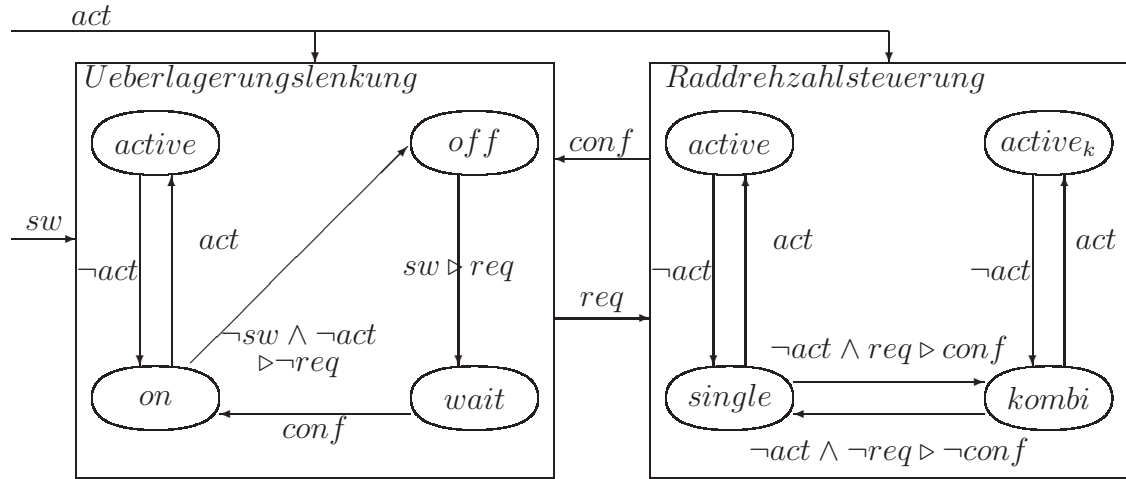 act
Ueberlagerungslenkung
Raddrehzahlsteuerung
active
off
conf
active
active_k
sw
act
¬act
sw ▷ req
act
¬act
act
¬act
req
¬sw ∧ ¬act
▷¬req
¬act ∧ req ▷ conf
on
wait
single
kombi
conf
¬act ∧ ¬req ▷ ¬conf